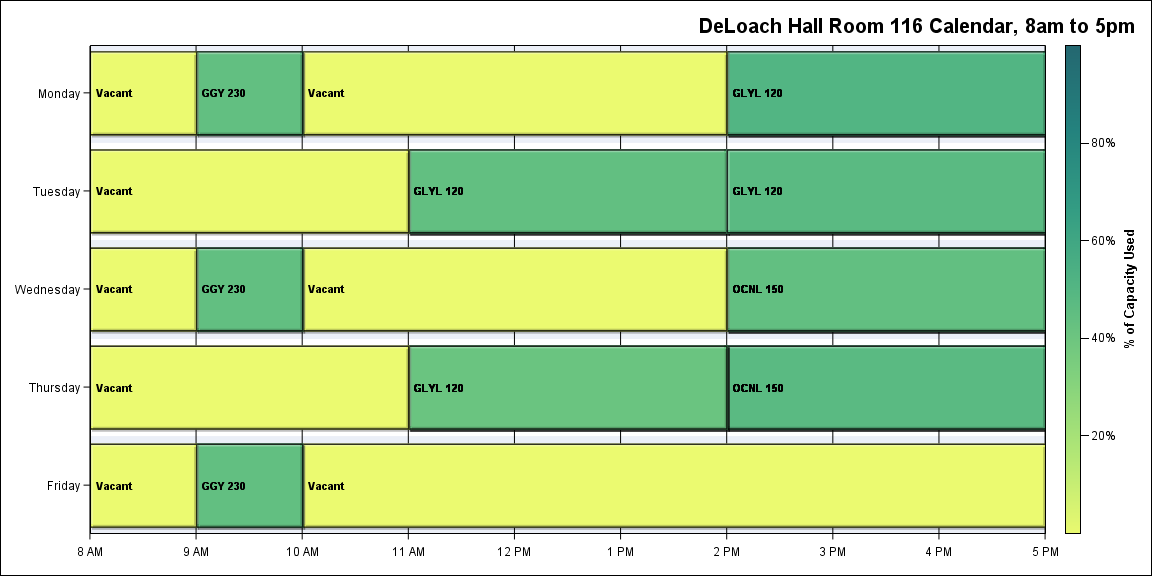 DeLoach Hall Room 116 Calendar, 8am to 5pm
Monday
Vacant
GGY 230
Vacant
GLYL 120
Tuesday
Vacant
GLYL 120
GLYL 120
Wednesday
Vacant
GGY 230
Vacant
OCNL 150
Thursday
Vacant
GLYL 120
OCNL 150
Friday
Vacant
GGY 230
Vacant
8 AM
9 AM
10 AM
11 AM
12 PM
1 PM
2 PM
3 PM
4 PM
5 PM
80%
60%
40%
20%
% of Capacity Used